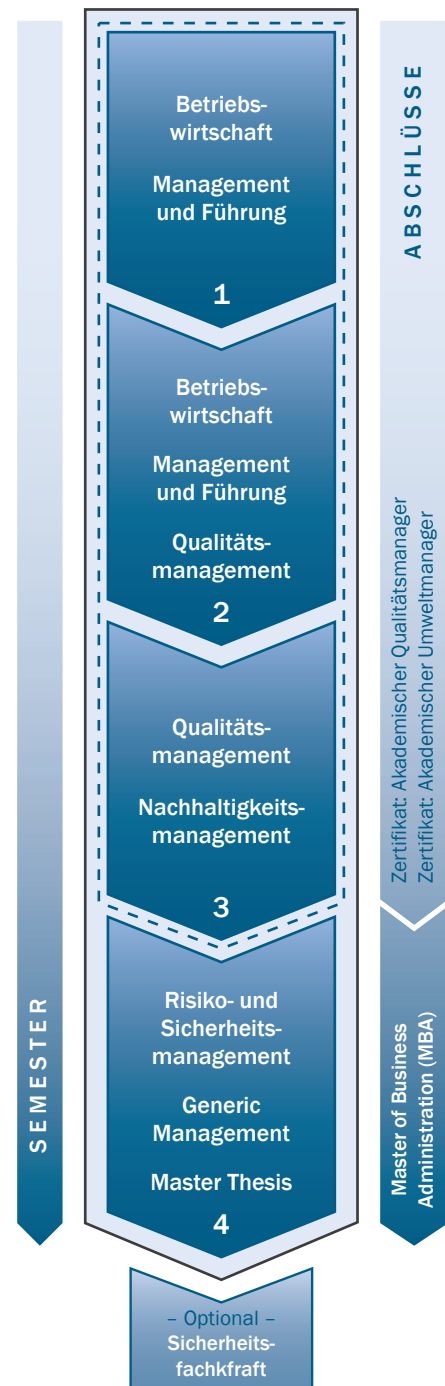 SEMESTER
Betriebs-
wirtschaft
Management
und Führung
1
Betriebs-
wirtschaft
Management
und Führung
Qualitäts-
management
2
Qualitäts-
management
Nachhaltigkeits-
management
3
Risiko- und
Sicherheits-
management
Generic
Management
Master Thesis
4
– Optional –
Sicherheits-
fachkfraft
ABSCHLÜSSE
Zertifikat: Akademischer Qualitätsmanager
Zertifikat: Akademischer Umweltmanager
Master of Business
Administration (MBA)